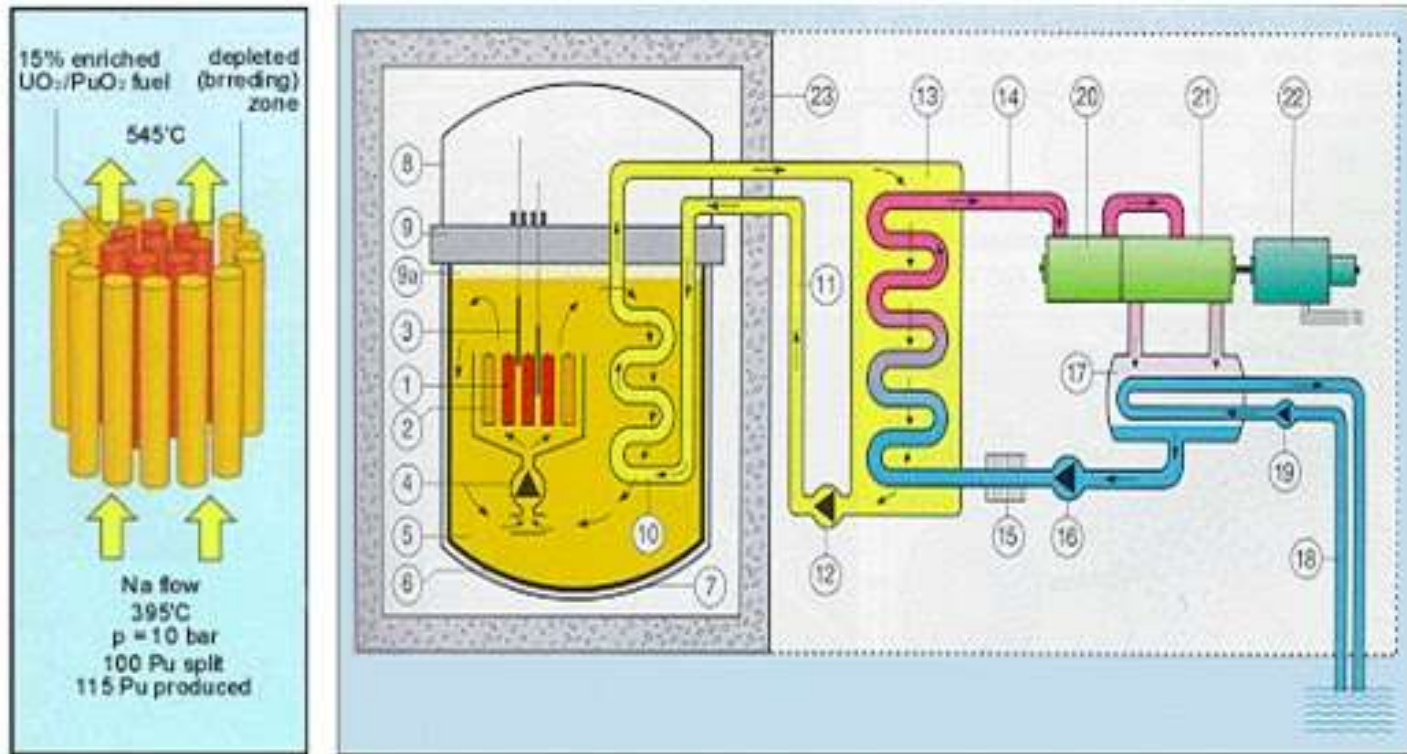 15% enriched
UO₂/PuO₂ fuel
depleted
(brreding)
zone
545'C
Na flow
395'C
p = 10 bar
100 Pu split
115 Pu produced
23
13
14
20
21
22
8
9
9a
3
1
2
4
5
6
7
10
11
12
15
16
17
19
18